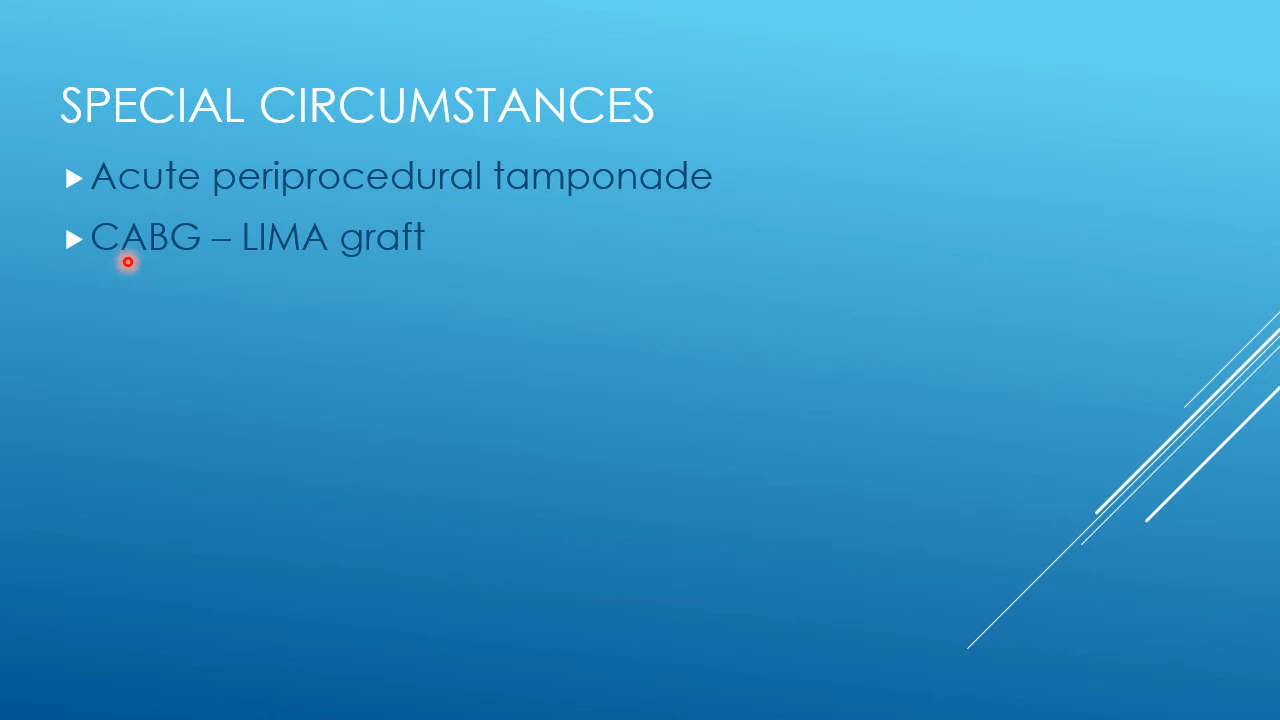 SPECIAL CIRCUMSTANCES
Acute periprocedural tamponade
CABG – LIMA graft